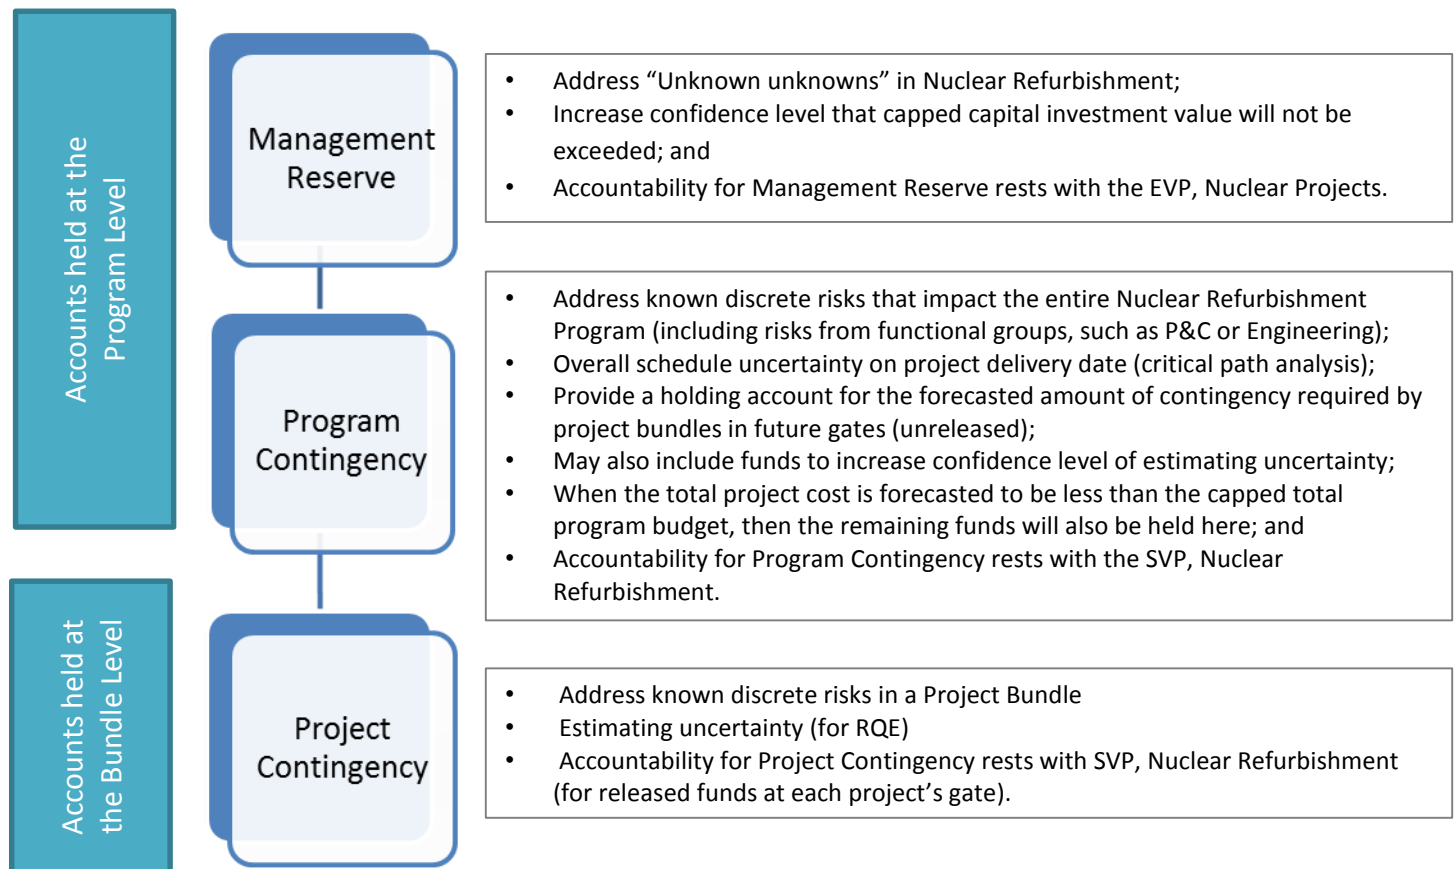 Accounts held at the
Program Level
Management
Reserve
• Address “Unknown unknowns” in Nuclear Refurbishment;
• Increase confidence level that capped capital investment value will not be
exceeded; and
• Accountability for Management Reserve rests with the EVP, Nuclear Projects.
Program
Contingency
• Address known discrete risks that impact the entire Nuclear Refurbishment
Program (including risks from functional groups, such as P&C or Engineering);
• Overall schedule uncertainty on project delivery date (critical path analysis);
• Provide a holding account for the forecasted amount of contingency required by
project bundles in future gates (unreleased);
• May also include funds to increase confidence level of estimating uncertainty;
• When the total project cost is forecasted to be less than the capped total
program budget, then the remaining funds will also be held here; and
• Accountability for Program Contingency rests with the SVP, Nuclear
Refurbishment.
Accounts held at
the Bundle Level
Project
Contingency
• Address known discrete risks in a Project Bundle
• Estimating uncertainty (for RQE)
• Accountability for Project Contingency rests with SVP, Nuclear Refurbishment
(for released funds at each project’s gate).